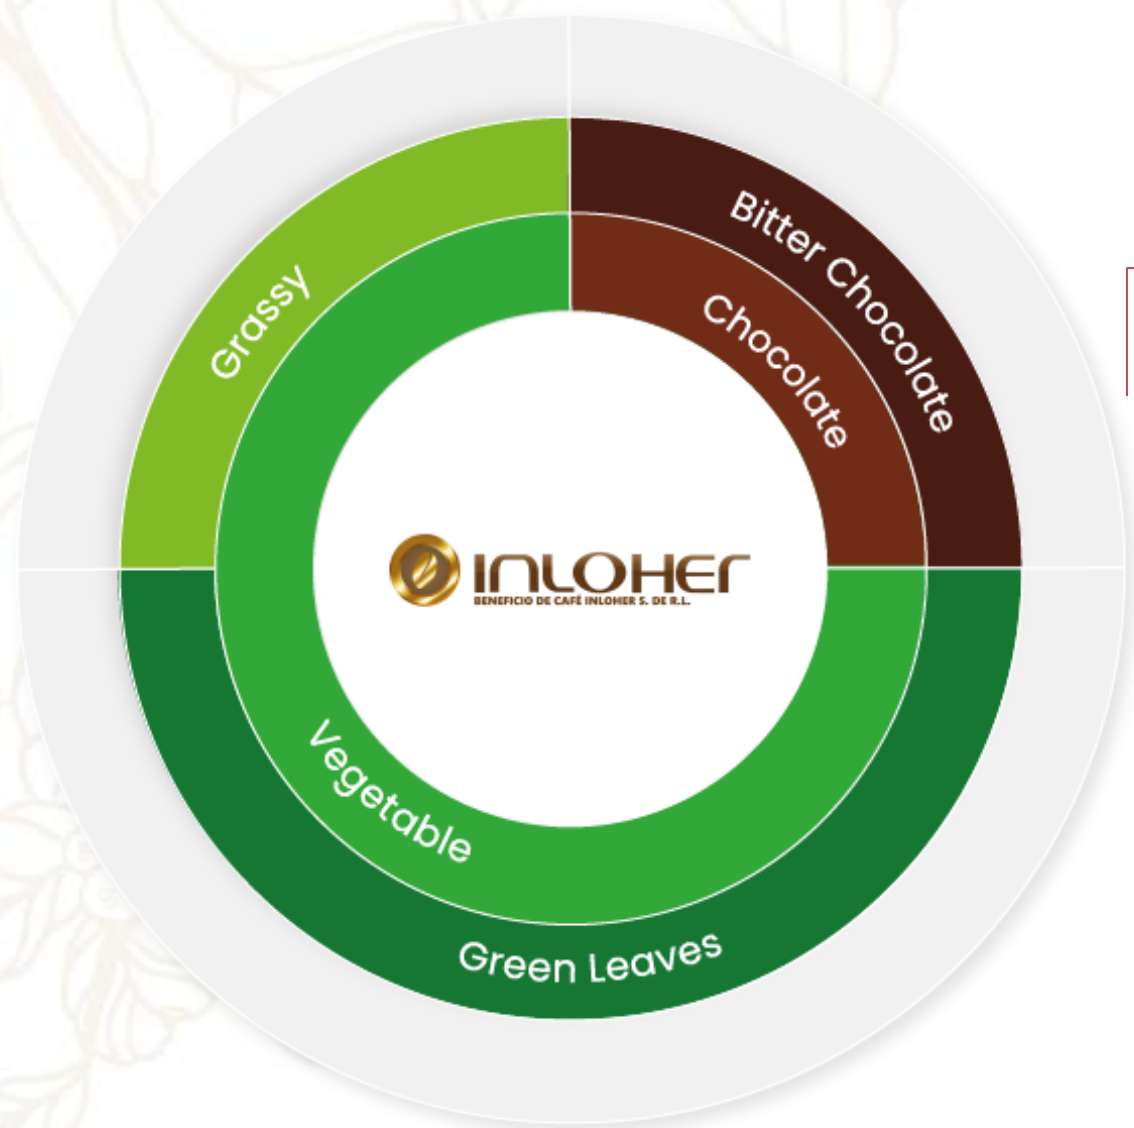 Grassy
Bitter Chocolate
Chocolate
INLOHER
BENEFICIO DE CAFÉ INLOHER S. DE R.L.
Vegetable
Green Leaves